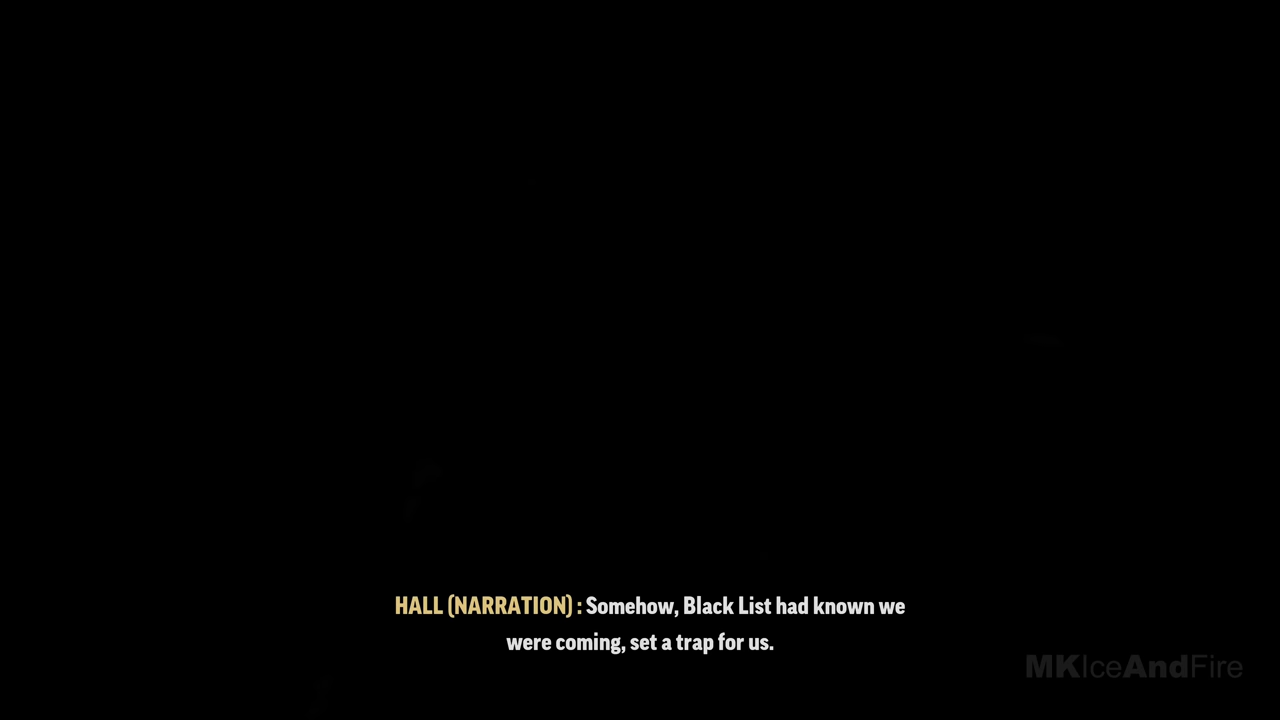 HALL (NARRATION) : Somehow, Black List had known we
were coming, set a trap for us.
MKIceAndFire